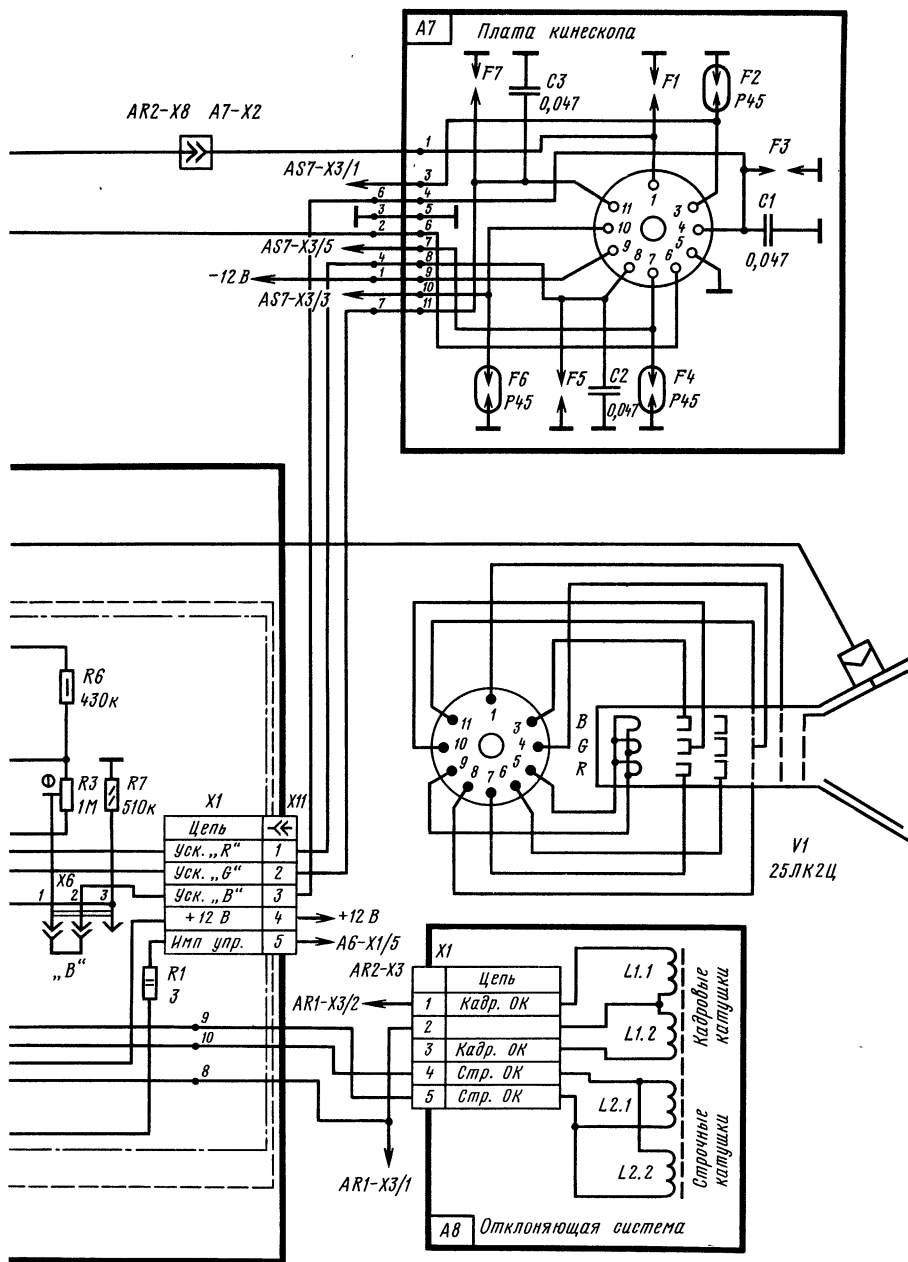 A7 Плата кинескопа
F7
C3
0,047
F1
F2
P45
AR2-X8 A7-X2
1
F3
AS7-X3/1
3
6 4
3 5
2 6
AS7-X3/5
7
4 8
-12 В
1 9
AS7-X3/3
10
7 11
1
11 3
10 4
9 5
8 7 6
C1
0,047
F6
P45
F5
C2
0,047
F4
P45
R6
430к
R3
1М
R7
510к
1
11 3
10 4
9 5
8 7 6
B
G
R
V1
25ЛК2Ц
X1 X11
Цепь
Уск. „R“ 1
Уск. „G“ 2
Уск. „B“ 3
+12 В 4
Имп упр. 5
+12 В
A6-X1/5
X6
1 2 3
„В“
R1
3
9
10
8
AR2-X3
X1
Цепь
1 Кадр. ОК
2
3 Кадр. ОК
4 Стр. ОК
5 Стр. ОК
AR1-X3/2
AR1-X3/1
L1.1
L1.2
L2.1
L2.2
Кадровые
катушки
Строчные
катушки
A8 Отклоняющая система